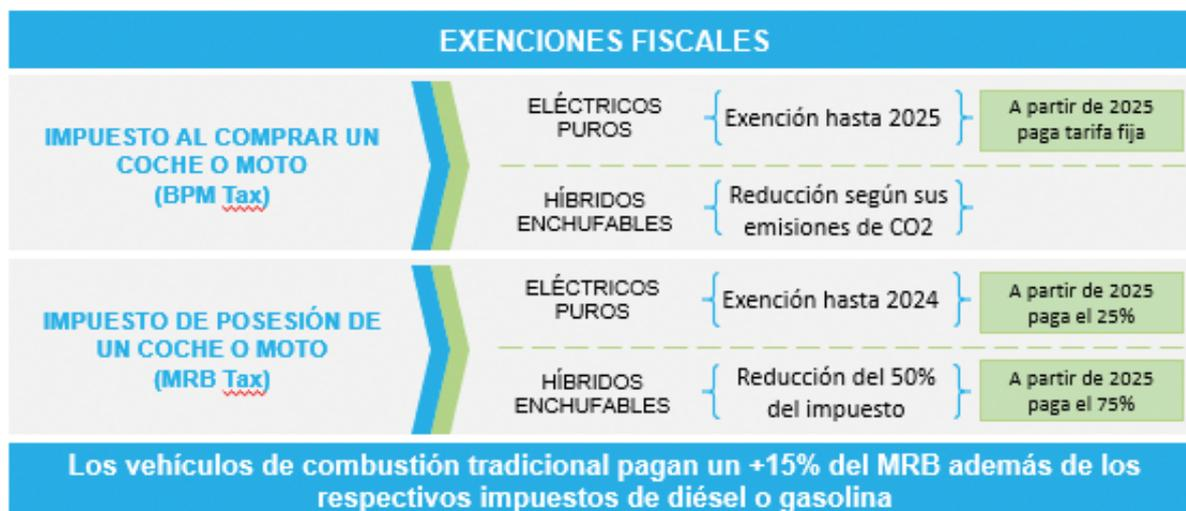 EXENCIONES FISCALES
IMPUESTO AL COMPRAR UN
COCHE O MOTO
(BPM Tax)
ELÉCTRICOS
PUROS
Exención hasta 2025
A partir de 2025
paga tarifa fija
HÍBRIDOS
ENCHUFABLES
Reducción según sus
emisiones de CO2
IMPUESTO DE POSESIÓN DE
UN COCHE O MOTO
(MRB Tax)
ELÉCTRICOS
PUROS
Exención hasta 2024
A partir de 2025
paga el 25%
HÍBRIDOS
ENCHUFABLES
Reducción del 50%
del impuesto
A partir de 2025
paga el 75%
Los vehículos de combustión tradicional pagan un +15% del MRB además de los
respectivos impuestos de diésel o gasolina